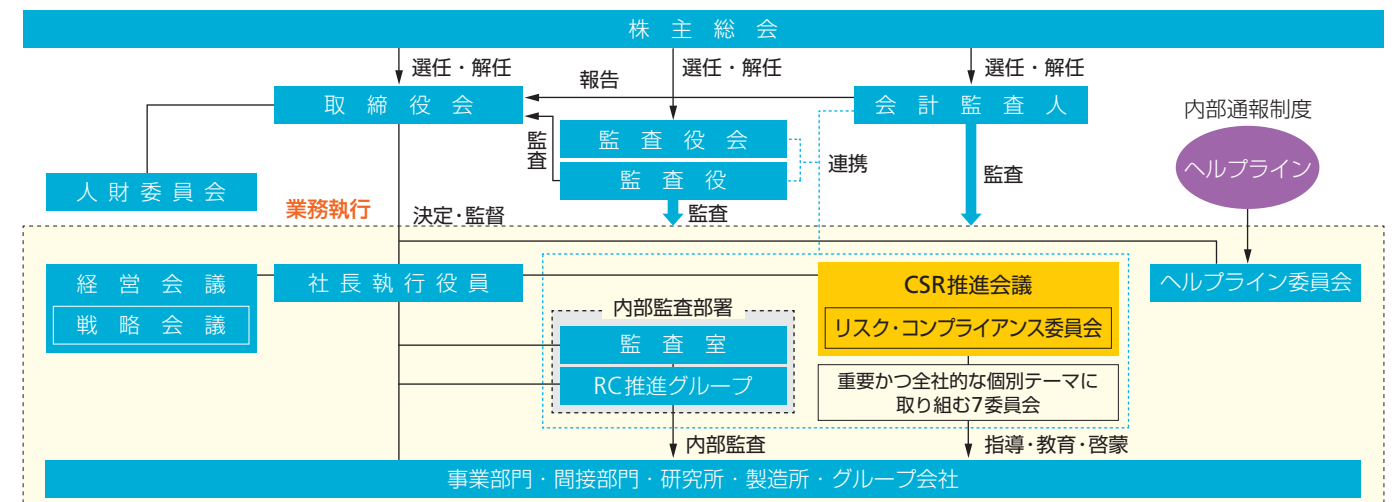 株主総会
選任・解任
選任・解任
選任・解任
報告
取締役会
会計監査人
内部通報制度
監査
監査役会
監査役
連携
監査
ヘルプライン
人財委員会
業務執行
決定・監督
監査
経営会議
戦略会議
社長執行役員
CSR推進会議
リスク・コンプライアンス委員会
ヘルプライン委員会
内部監査部署
監査室
RC推進グループ
重要かつ全社的な個別テーマに
取り組む7委員会
内部監査
指導・教育・啓蒙
事業部門・間接部門・研究所・製造所・グループ会社